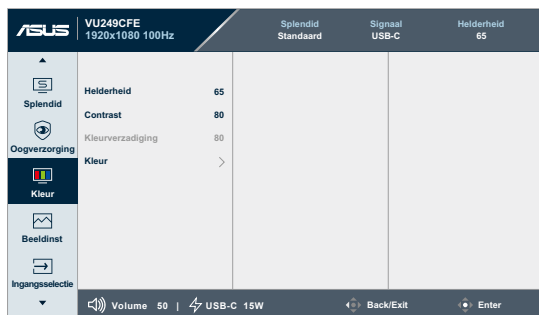 ASUS
VU249CFE
1920x1080 100Hz
Splendid
Standaard
Signaal
USB-C
Helderheid
65
Splendid
Oogverzorging
Kleur
Beeldinst
Ingangsselectie
Helderheid 65
Contrast 80
Kleurverzadiging 80
Kleur
Volume 50 | USB-C 15W
Back/Exit
Enter